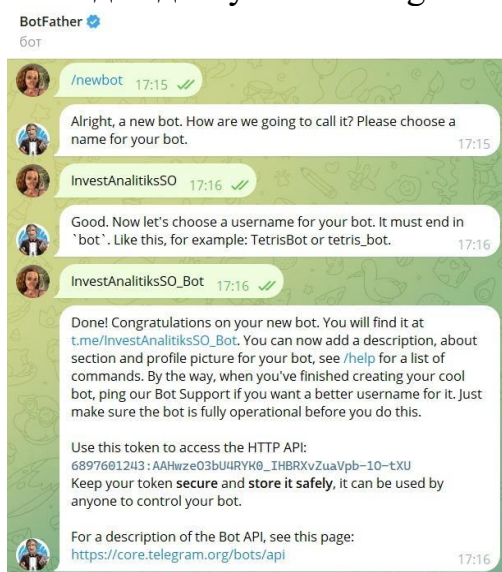 BotFather
бот
/newbot 17:15
Alright, a new bot. How are we going to call it? Please choose a
name for your bot. 17:15
InvestAnalitiksSO 17:16
Good. Now let's choose a username for your bot. It must end in
`bot`. Like this, for example: TetrisBot or tetris_bot. 17:16
InvestAnalitiksSO_Bot 17:16
Done! Congratulations on your new bot. You will find it at
t.me/InvestAnalitiksSO_Bot. You can now add a description, about
section and profile picture for your bot, see /help for a list of
commands. By the way, when you've finished creating your cool
bot, ping our Bot Support if you want a better username for it. Just
make sure the bot is fully operational before you do this.
Use this token to access the HTTP API:
6897601243:AAHwzeO3bU4RYK0_IHBRXvZuaVpb-1O-tXU
Keep your token secure and store it safely, it can be used by
anyone to control your bot.
For a description of the Bot API, see this page:
https://core.telegram.org/bots/api 17:16